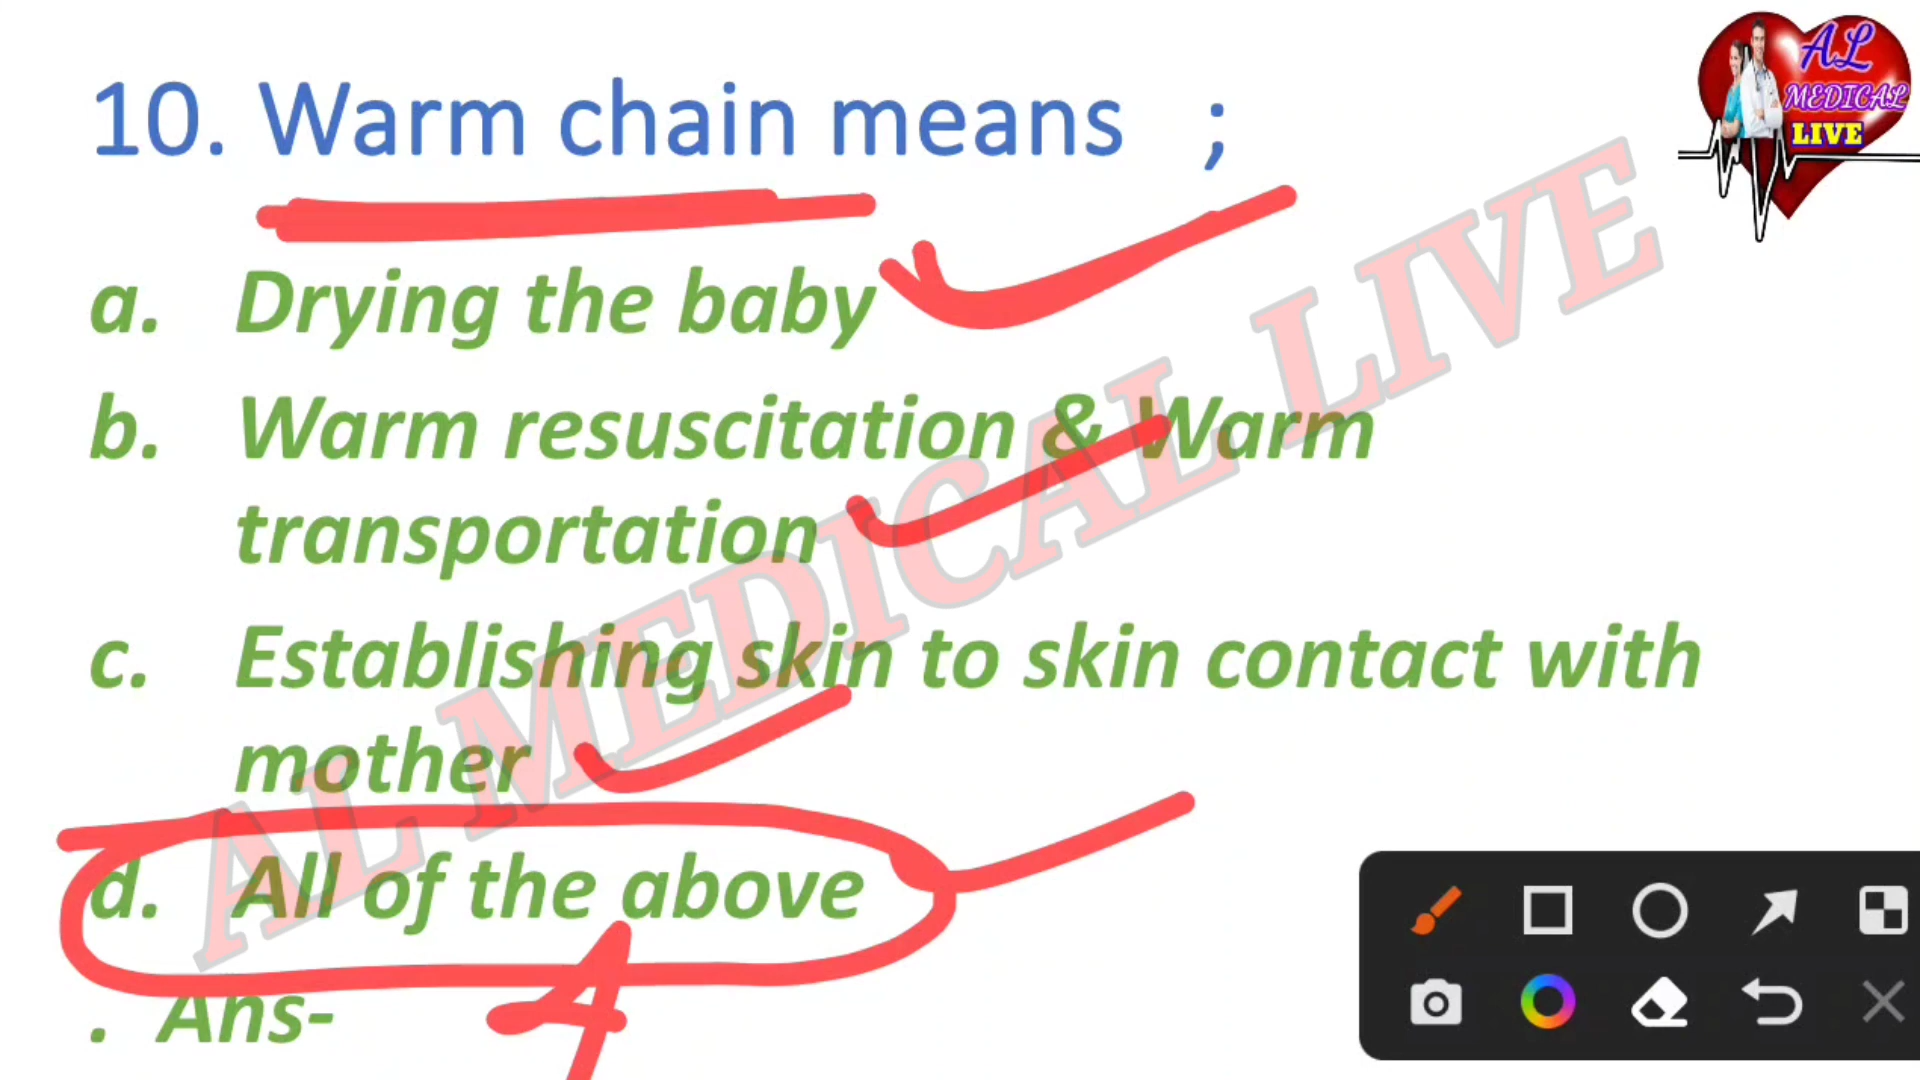 AL
MEDICAL
LIVE
10. Warm chain means ;
a. Drying the baby
b. Warm resuscitation & Warm
transportation
c. Establishing skin to skin contact with
mother
d. All of the above
. Ans-
AL MEDICAL LIVE